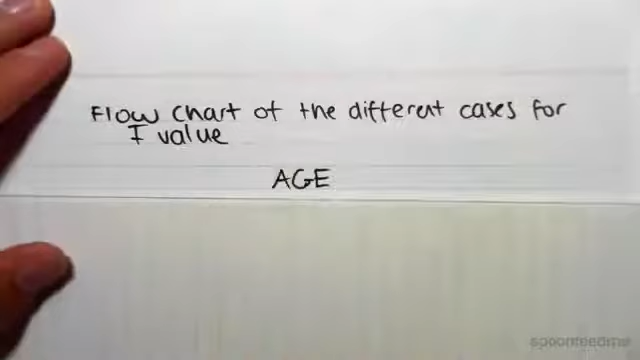 Flow chart of the different cases for
I value
AGE
spoonfeedme